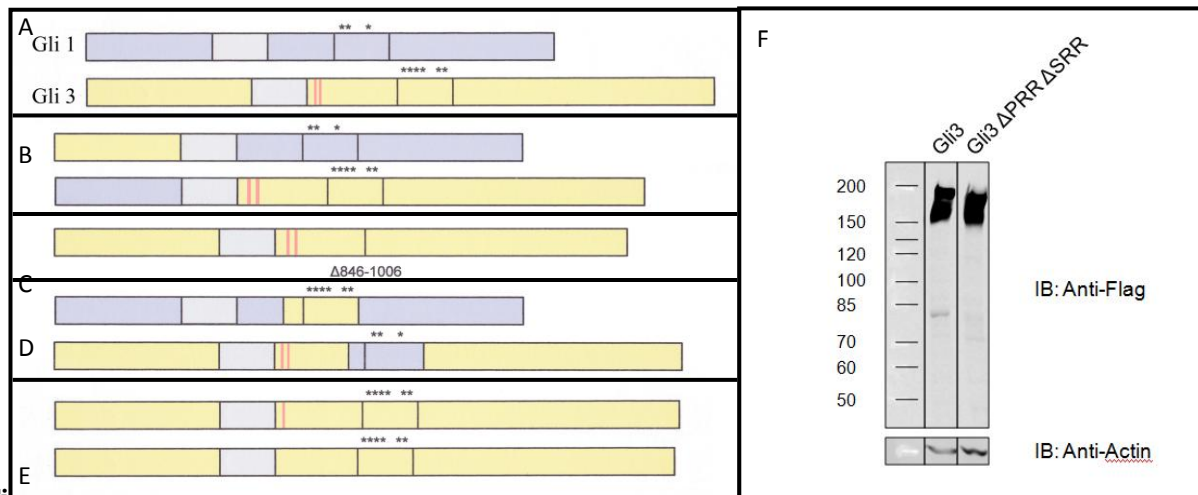 A
Gli 1
** *
Gli 3
**** **
B
** *
**** **
Δ846-1006
C
**** **
D
** *
**** **
**** **
E
F
Gli3
Gli3 ΔPRR ΔSRR
200
150
120
100
85
70
60
50
IB: Anti-Flag
IB: Anti-Actin